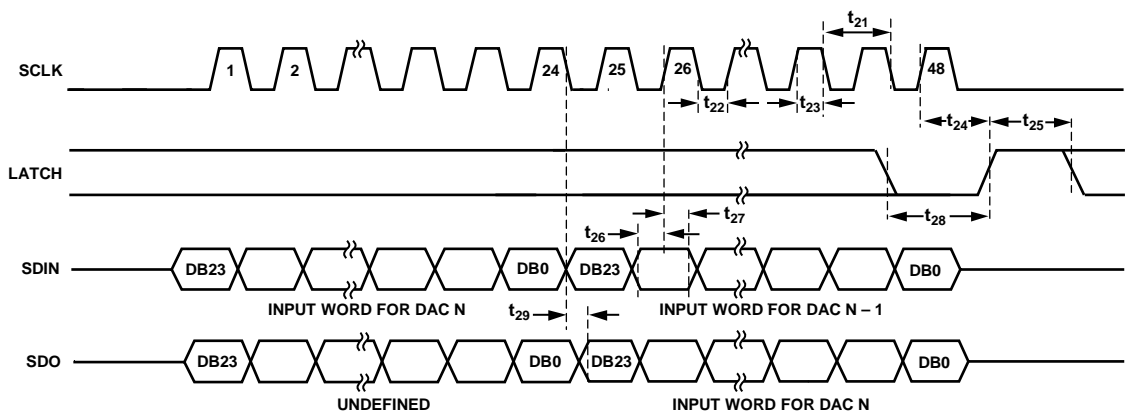 t21
SCLK 1 2 24 25 26 48
t22 t23
t24 t25
LATCH
t28
t27
t26
SDIN DB23 DB0 DB23 DB0
INPUT WORD FOR DAC N INPUT WORD FOR DAC N – 1
t29
SDO DB23 DB0 DB23 DB0
UNDEFINED INPUT WORD FOR DAC N